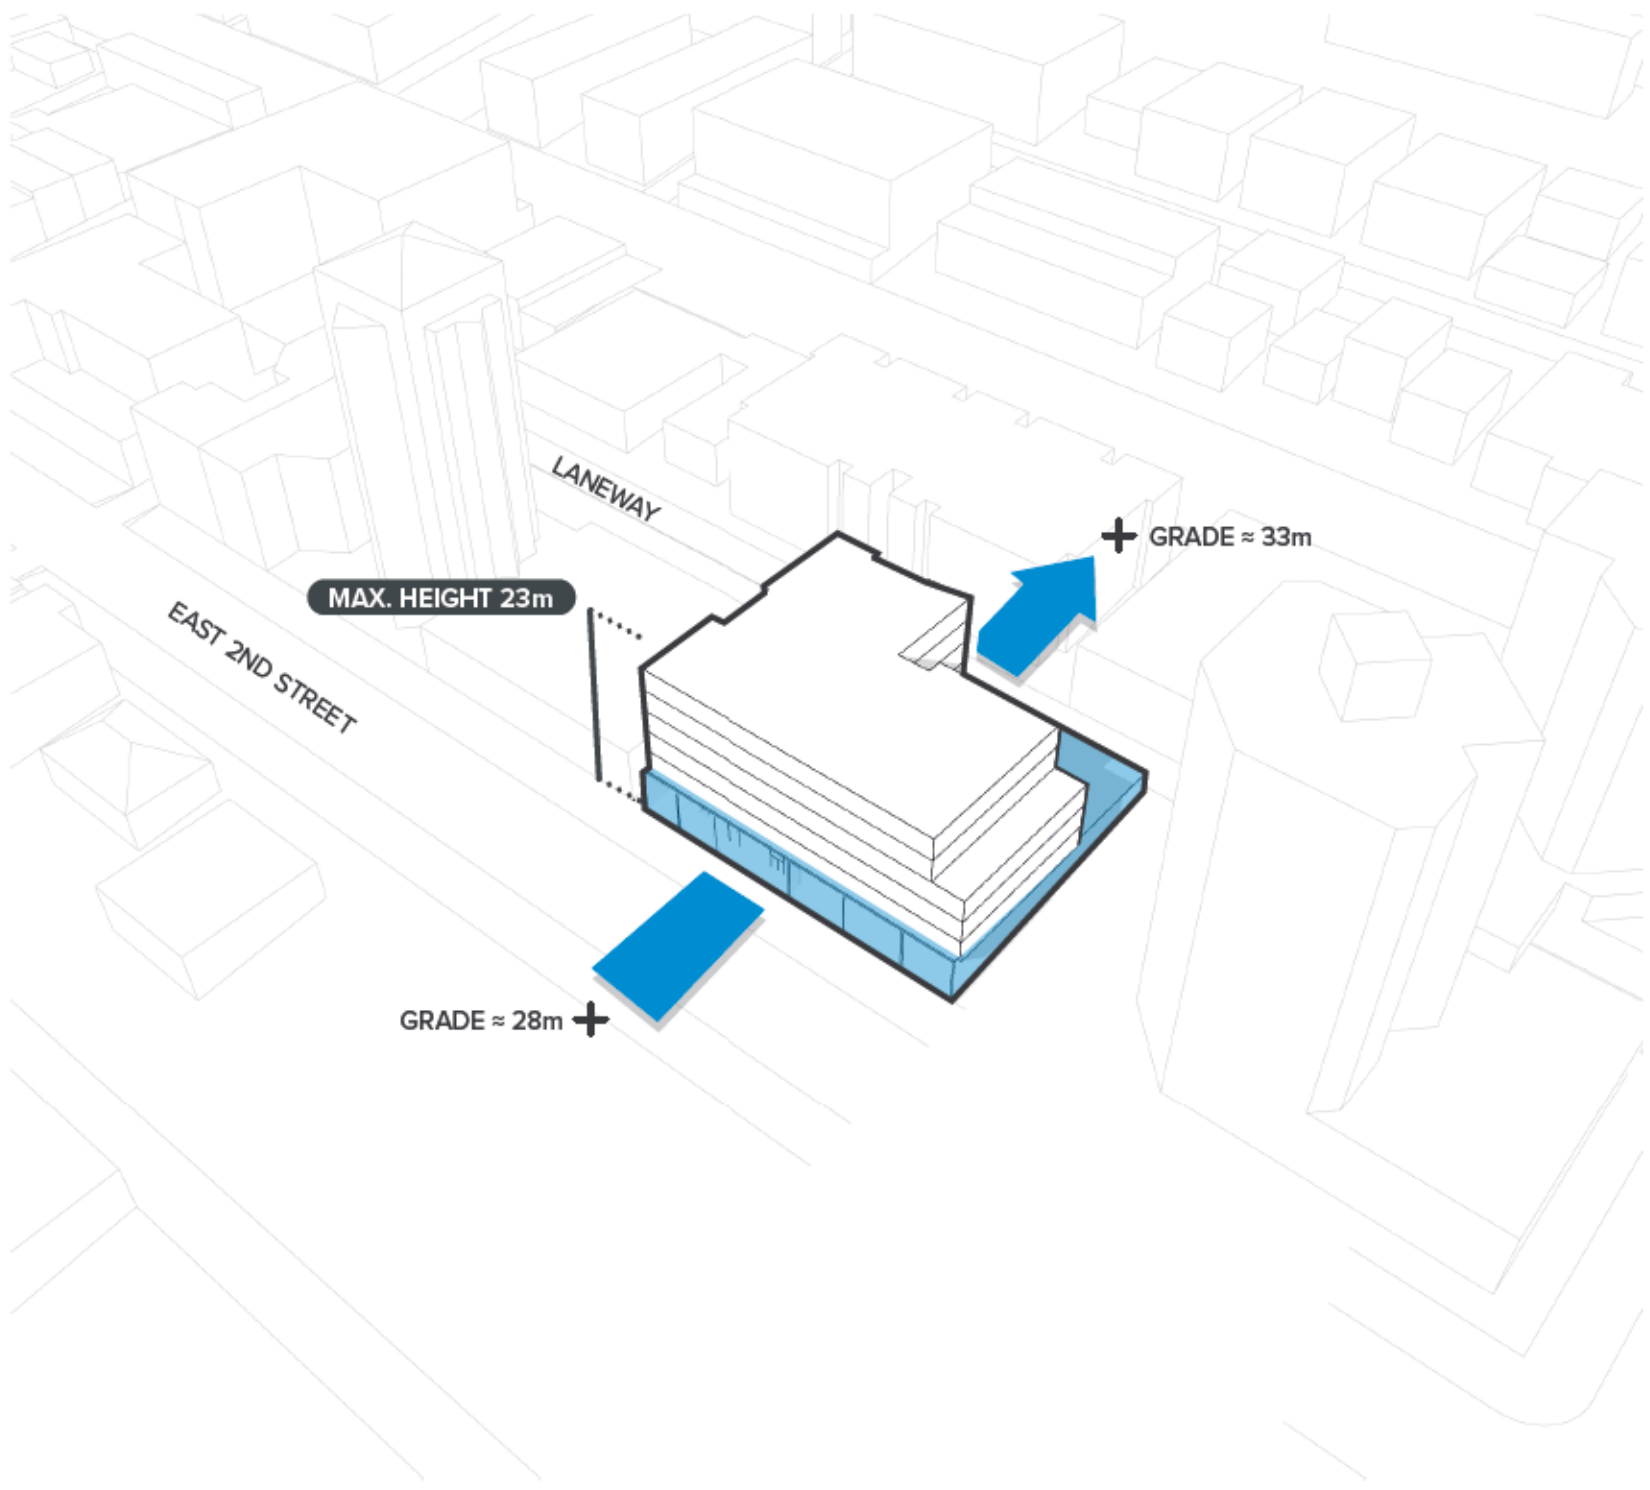 LANEWAY
+ GRADE ≈ 33m
MAX. HEIGHT 23m
EAST 2ND STREET
GRADE ≈ 28m +